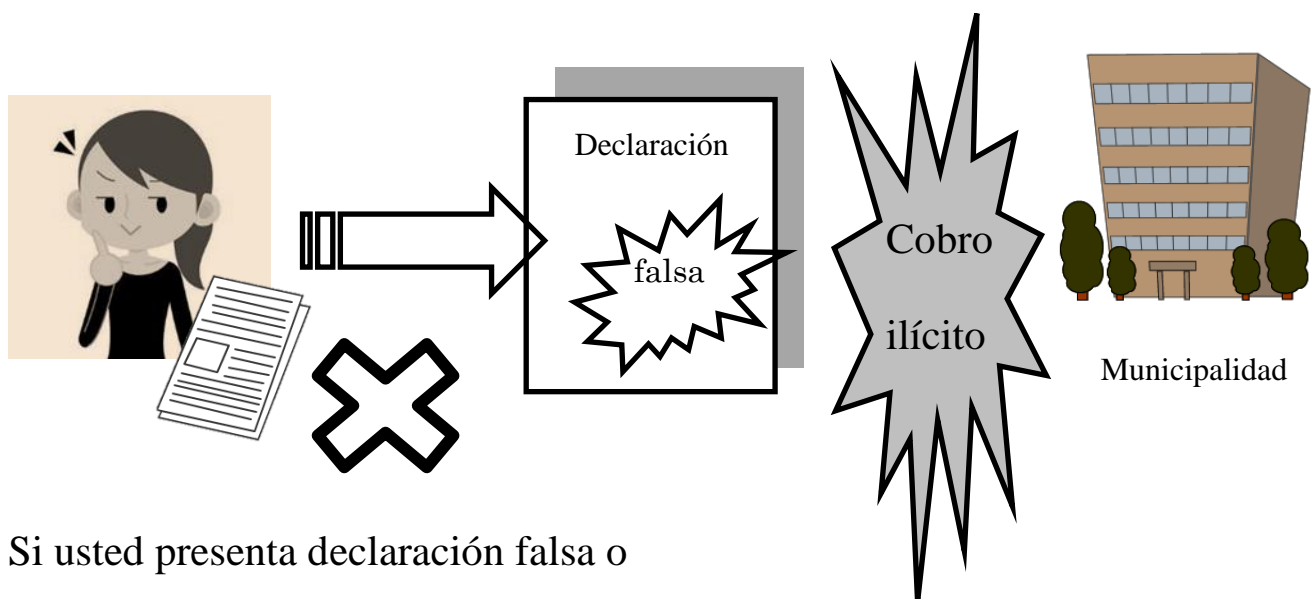 Declaración
falsa
Cobro
ilícito
Municipalidad
Si usted presenta declaración falsa o